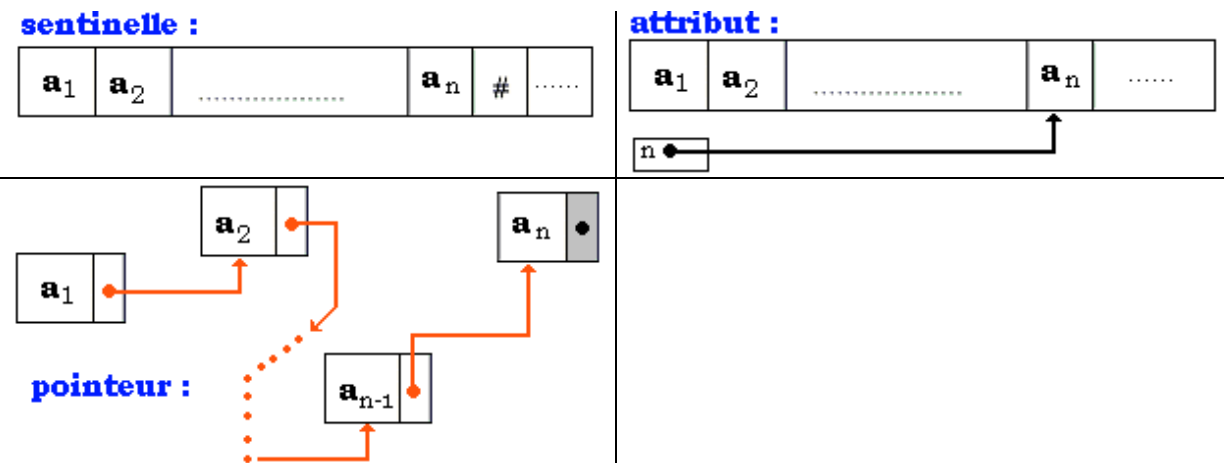 sentinelle :
a1 a2 .................. an # ......
attribut :
a1 a2 .................. an ......
n
a2
an
a1
pointeur :
an-1